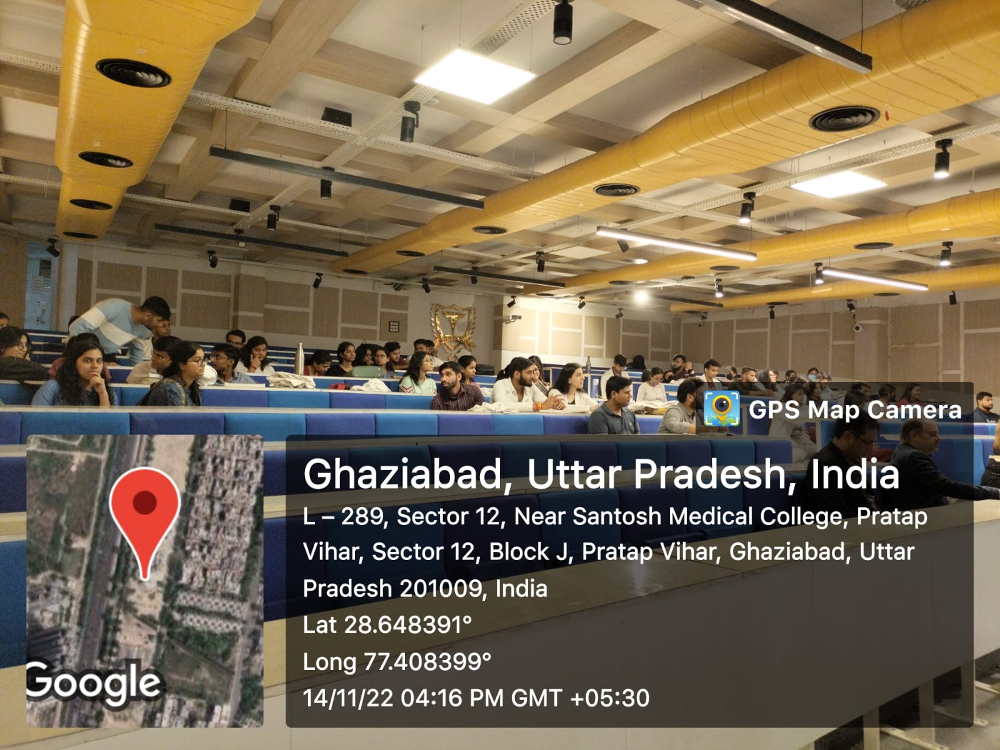 GPS Map Camera
Ghaziabad, Uttar Pradesh, India
L – 289, Sector 12, Near Santosh Medical College, Pratap
Vihar, Sector 12, Block J, Pratap Vihar, Ghaziabad, Uttar
Pradesh 201009, India
Lat 28.648391°
Long 77.408399°
14/11/22 04:16 PM GMT +05:30
Google